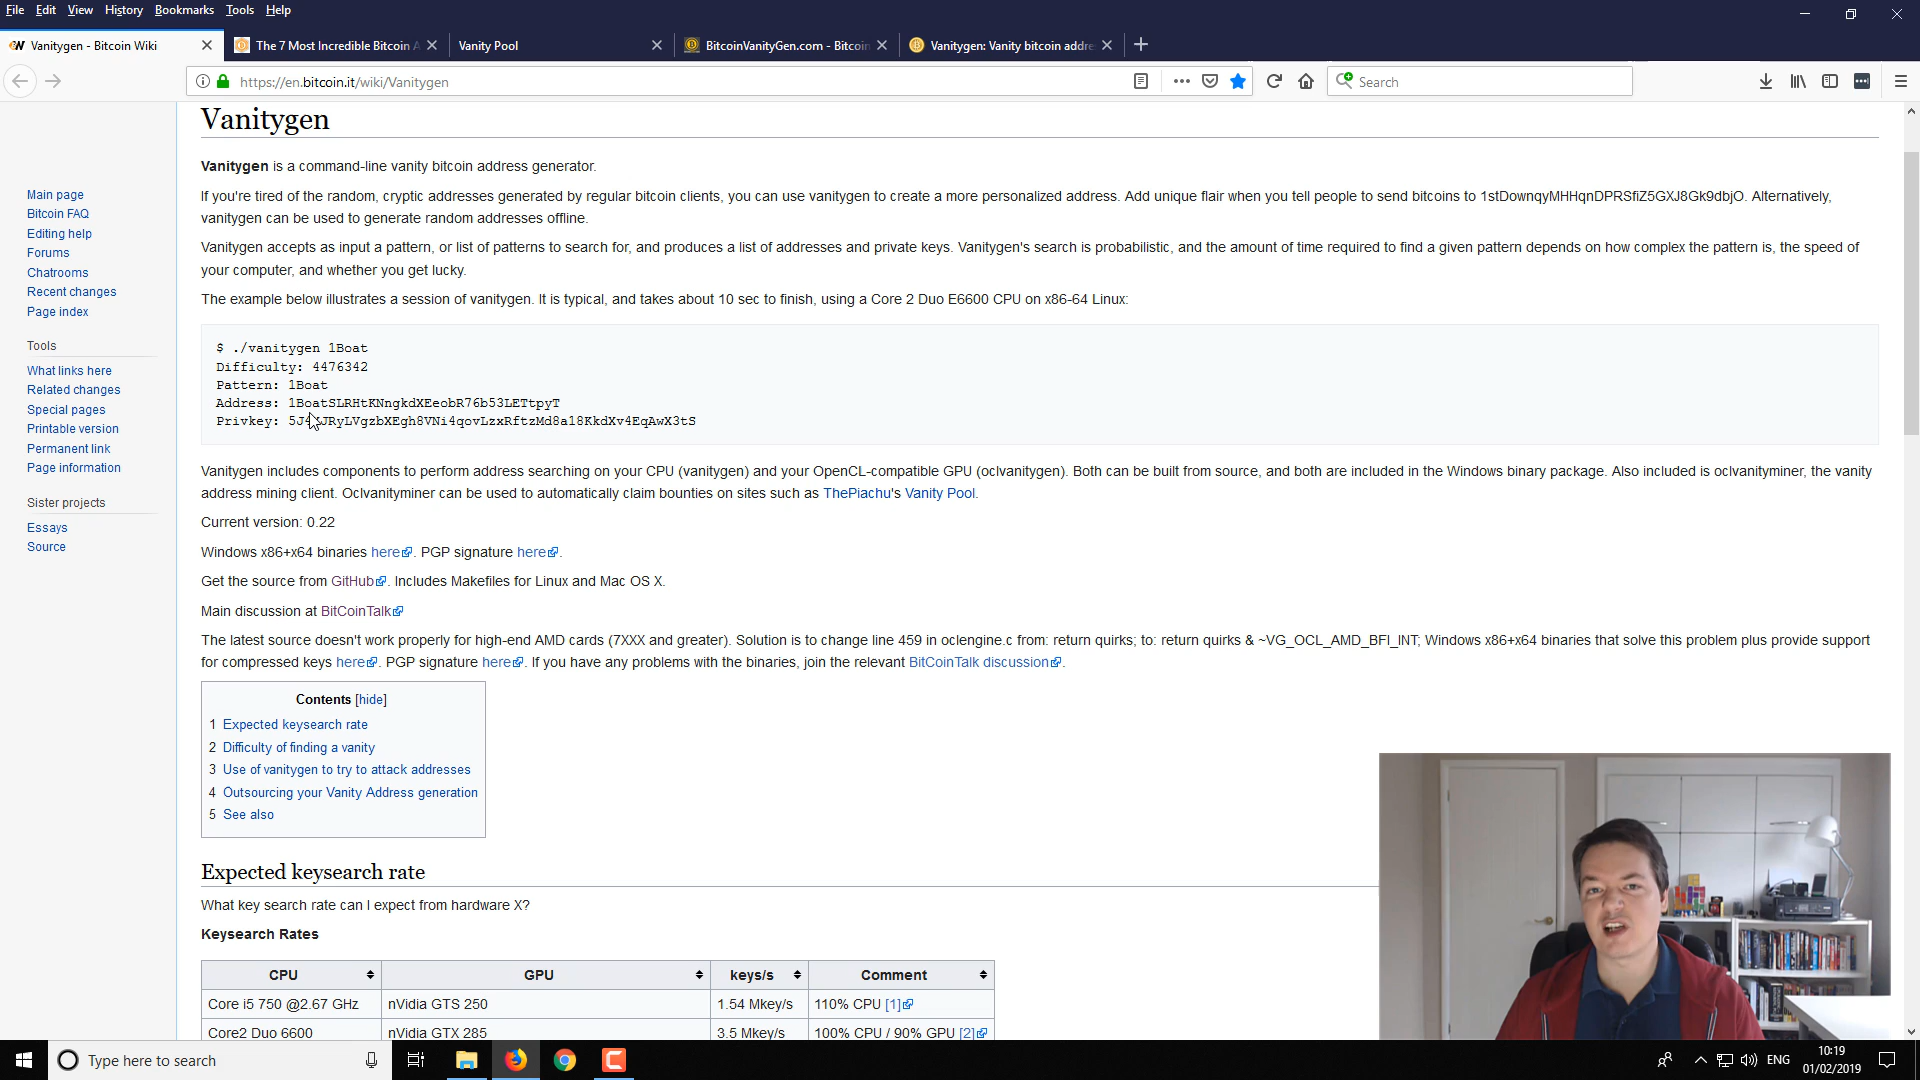 File Edit View History Bookmarks Tools Help
Vanitygen - Bitcoin Wiki
The 7 Most Incredible Bitcoin A
Vanity Pool
BitcoinVanityGen.com - Bitcoin
Vanitygen: Vanity bitcoin addre
https://en.bitcoin.it/wiki/Vanitygen
Search
Main page
Bitcoin FAQ
Editing help
Forums
Chatrooms
Recent changes
Page index
Tools
What links here
Related changes
Special pages
Printable version
Permanent link
Page information
Sister projects
Essays
Source
Vanitygen
Vanitygen is a command-line vanity bitcoin address generator.
If you're tired of the random, cryptic addresses generated by regular bitcoin clients, you can use vanitygen to create a more personalized address. Add unique flair when you tell people to send bitcoins to 1stDownqyMHHqnDPRSfiZ5GXJ8Gk9dbjO. Alternatively,
vanitygen can be used to generate random addresses offline.
Vanitygen accepts as input a pattern, or list of patterns to search for, and produces a list of addresses and private keys. Vanitygen's search is probabilistic, and the amount of time required to find a given pattern depends on how complex the pattern is, the speed of
your computer, and whether you get lucky.
The example below illustrates a session of vanitygen. It is typical, and takes about 10 sec to finish, using a Core 2 Duo E6600 CPU on x86-64 Linux:
$ ./vanitygen 1Boat
Difficulty: 4476342
Pattern: 1Boat
Address: 1BoatSLRHtKNngkdXEeobR76b53LETtpyT
Privkey:
Vanitygen includes components to perform address searching on your CPU (vanitygen) and your OpenCL-compatible GPU (oclvanitygen). Both can be built from source, and both are included in the Windows binary package. Also included is oclvanityminer, the vanity
address mining client. Oclvanityminer can be used to automatically claim bounties on sites such as ThePiachu's Vanity Pool.
Current version: 0.22
Windows x86+x64 binaries here. PGP signature here.
Get the source from GitHub. Includes Makefiles for Linux and Mac OS X.
Main discussion at BitCoinTalk
The latest source doesn't work properly for high-end AMD cards (7XXX and greater). Solution is to change line 459 in oclengine.c from: return quirks; to: return quirks & ~VG_OCL_AMD_BFI_INT; Windows x86+x64 binaries that solve this problem plus provide support
for compressed keys here. PGP signature here. If you have any problems with the binaries, join the relevant BitCoinTalk discussion.
Contents [hide]
1 Expected keysearch rate
2 Difficulty of finding a vanity
3 Use of vanitygen to try to attack addresses
4 Outsourcing your Vanity Address generation
5 See also
Expected keysearch rate
What key search rate can I expect from hardware X?
Keysearch Rates
CPU GPU keys/s Comment
Core i5 750 @2.67 GHz nVidia GTS 250 1.54 Mkey/s 110% CPU [1]
Core2 Duo 6600 nVidia GTX 285 3.5 Mkey/s 100% CPU / 90% GPU [2]
Type here to search
ENG
10:19
01/02/2019